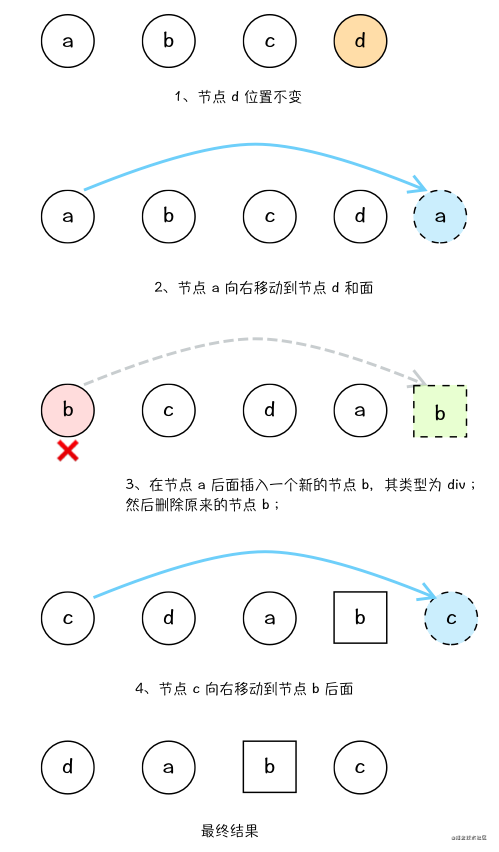 a b c d
1、节点 d 位置不变
a b c d a
2、节点 a 向右移动到节点 d 和面
b c d a b
3、在节点 a 后面插入一个新的节点 b，其类型为 div；
然后删除原来的节点 b；
c d a b c
4、节点 c 向右移动到节点 b 后面
d a b c
最终结果